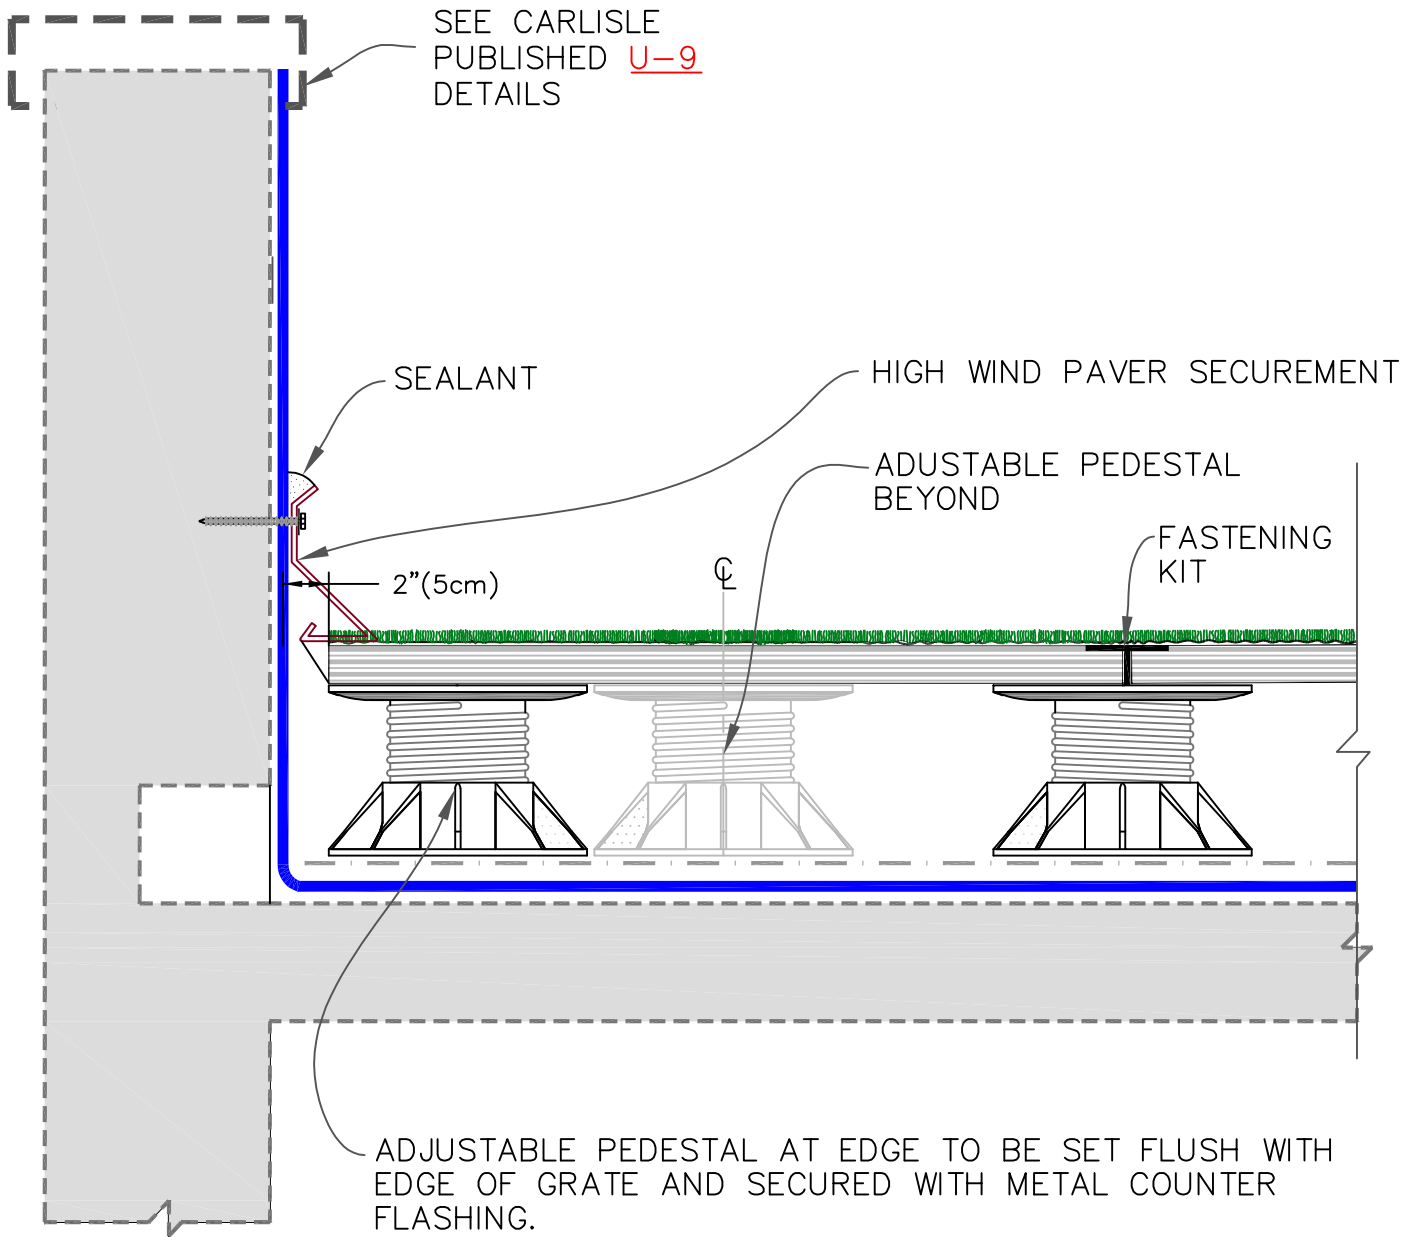 SEE CARLISLE
PUBLISHED U-9
DETAILS
SEALANT
HIGH WIND PAVER SECUREMENT
ADUSTABLE PEDESTAL
BEYOND
FASTENING
KIT
℄
2"(5cm)
ADJUSTABLE PEDESTAL AT EDGE TO BE SET FLUSH WITH
EDGE OF GRATE AND SECURED WITH METAL COUNTER
FLASHING.